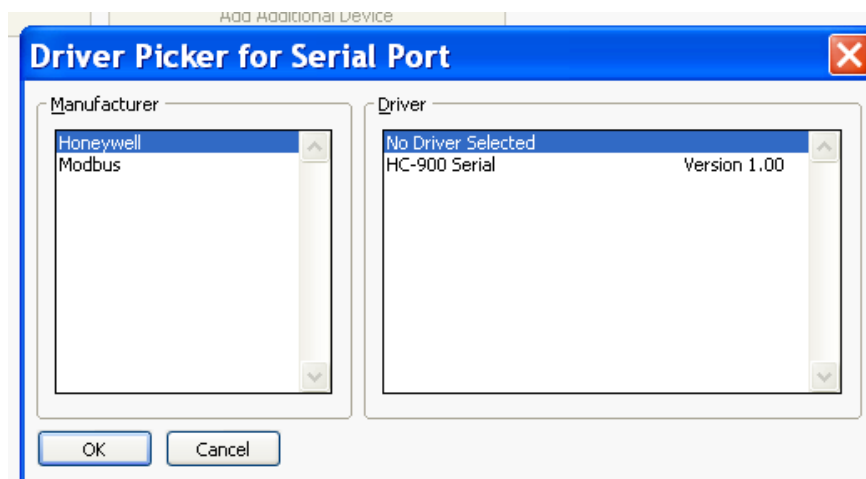 Add Additional Device
Driver Picker for Serial Port
Manufacturer
Driver
Honeywell
No Driver Selected
Modbus
HC-900 Serial Version 1.00
OK
Cancel